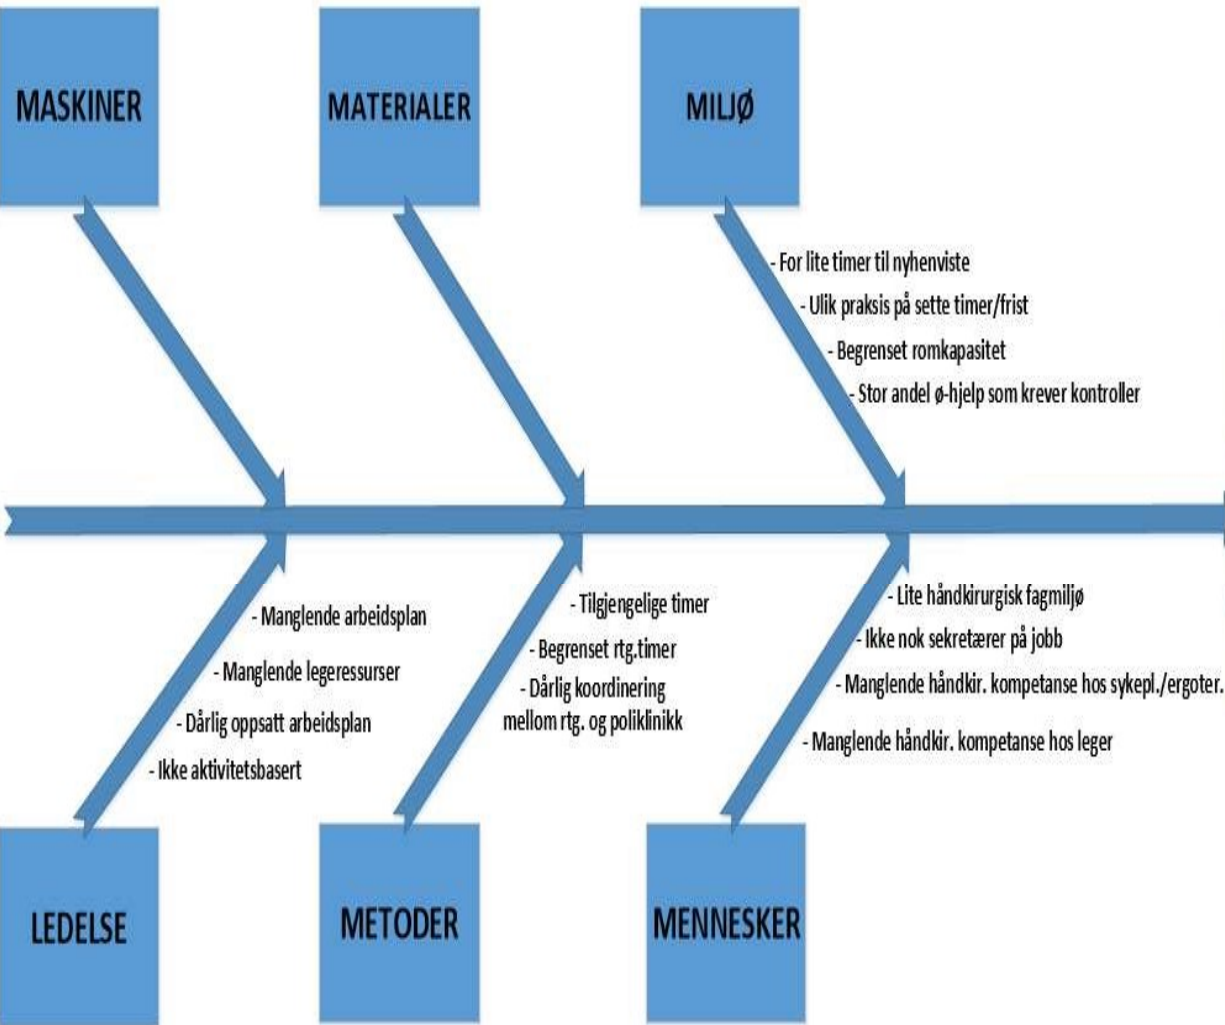 MASKINER
MATERIALER
MILJØ
- For lite timer til nyhenviste
- Ulik praksis på sette timer/frist
- Begrenset romkapasitet
- Stor andel ø-hjelp som krever kontroller
- Manglende arbeidsplan
- Manglende legeressurser
- Dårlig oppsatt arbeidsplan
- Ikke aktivitetsbasert
- Tilgjengelige timer
- Begrenset rtg.timer
- Dårlig koordinering
mellom rtg. og poliklinikk
- Lite håndkirurgisk fagmiljø
- Ikke nok sekretærer på jobb
- Manglende håndkir. kompetanse hos sykepl./ergoter.
- Manglende håndkir. kompetanse hos leger
LEDELSE
METODER
MENNESKER